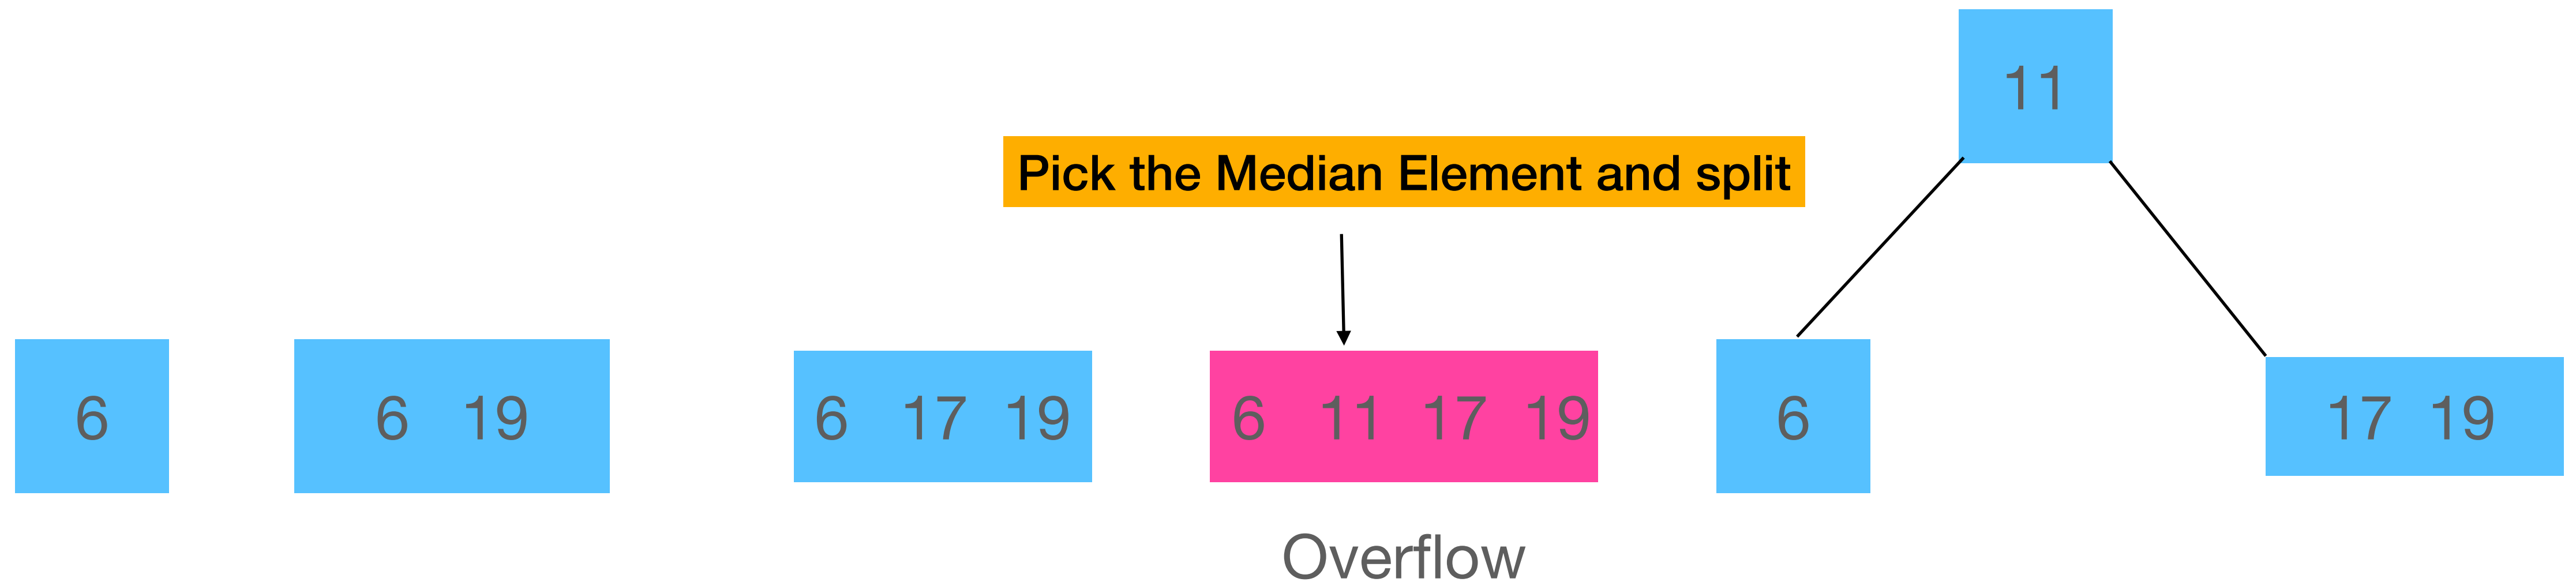 11
Pick the Median Element and split
6
6 19
6 17 19
6 11 17 19
6
17 19
Overflow